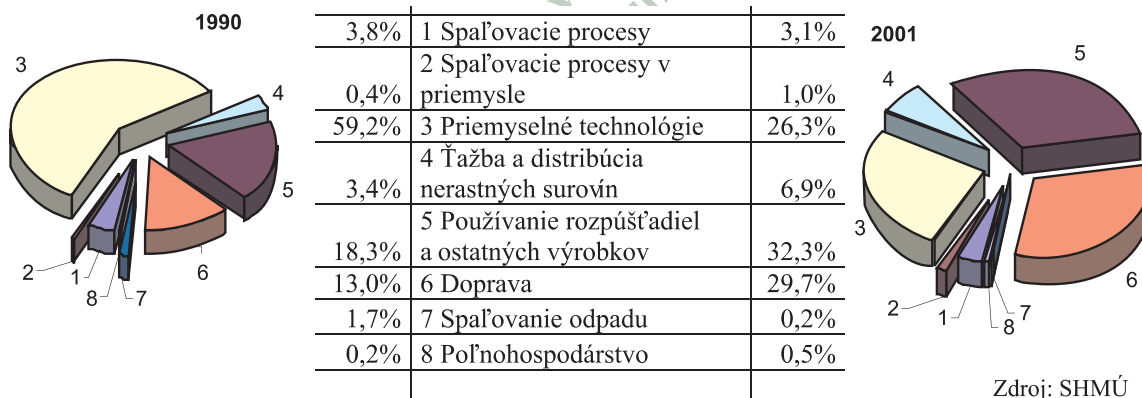 1990
3
4
5
6
7
8
1
2
3,8% 1 Spaľovacie procesy 3,1%
2 Spaľovacie procesy v
0,4% priemysle 1,0%
59,2% 3 Priemyselné technológie 26,3%
4 Ťažba a distribúcia
3,4% nerastných surovín 6,9%
5 Používanie rozpúšťadiel
18,3% a ostatných výrobkov 32,3%
13,0% 6 Doprava 29,7%
1,7% 7 Spaľovanie odpadu 0,2%
0,2% 8 Poľnohospodárstvo 0,5%
2001
5
4
3
2
1
8
7
6
Zdroj: SHMÚ